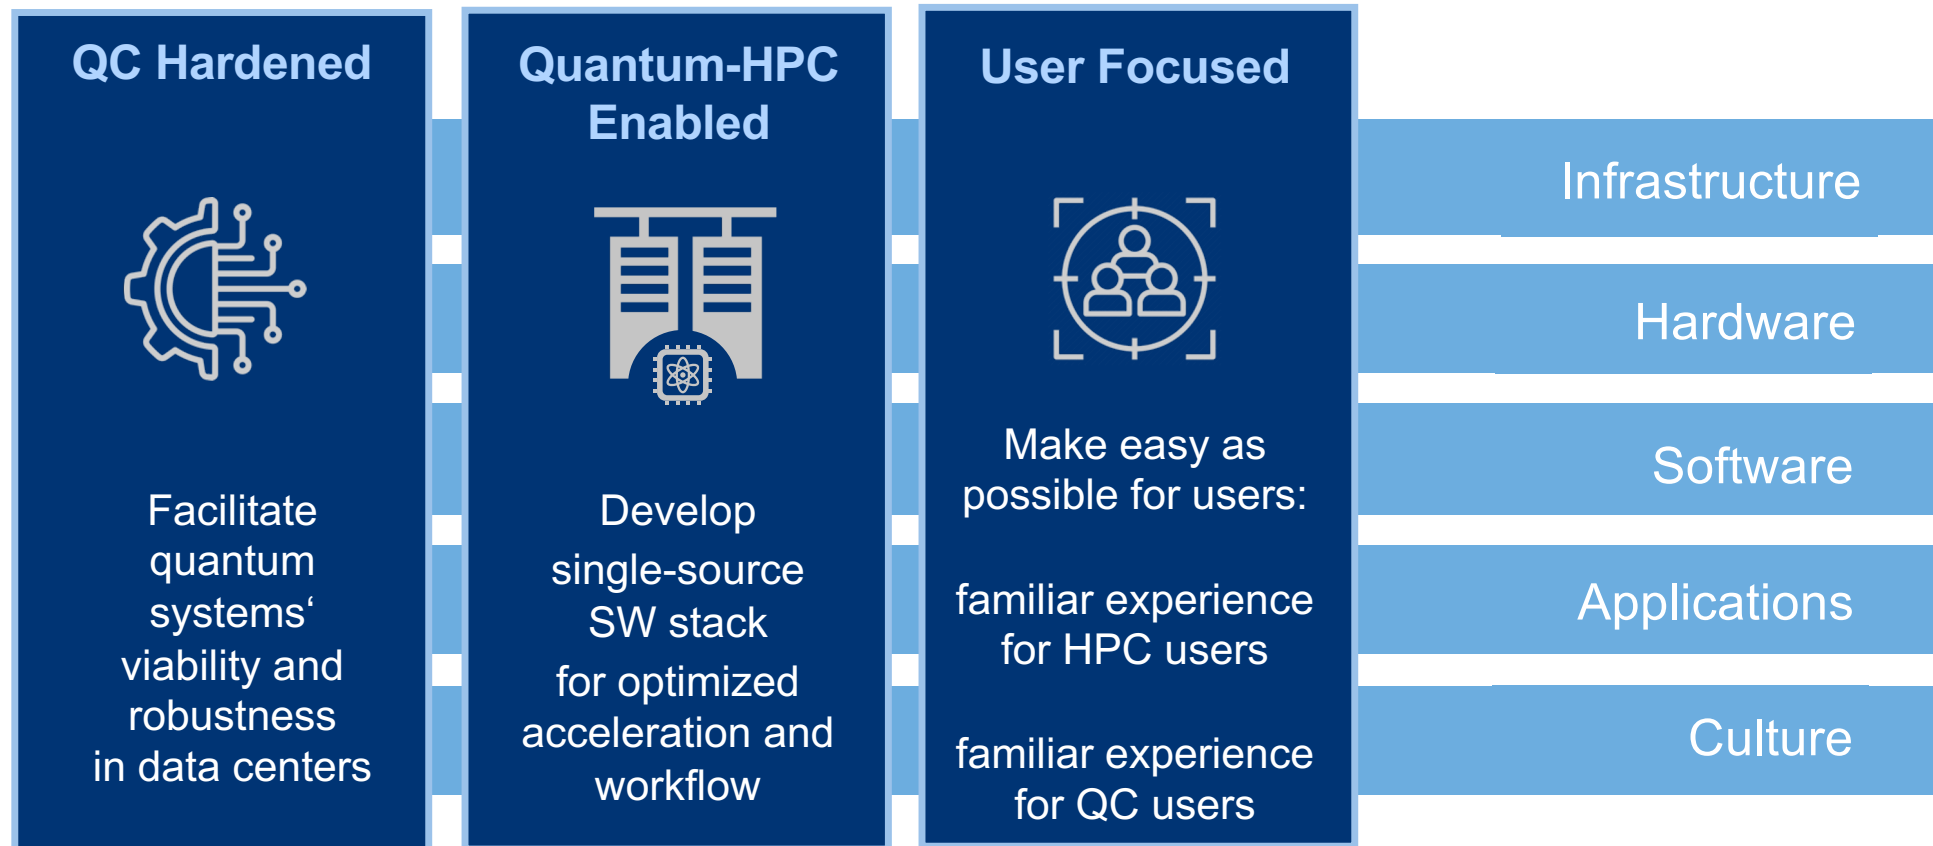 QC Hardened
Facilitate
quantum
systems‘
viability and
robustness
in data centers
Quantum-HPC
Enabled
Develop
single-source
SW stack
for optimized
acceleration and
workflow
User Focused
Make easy as
possible for users:
familiar experience
for HPC users
familiar experience
for QC users
Infrastructure
Hardware
Software
Applications
Culture